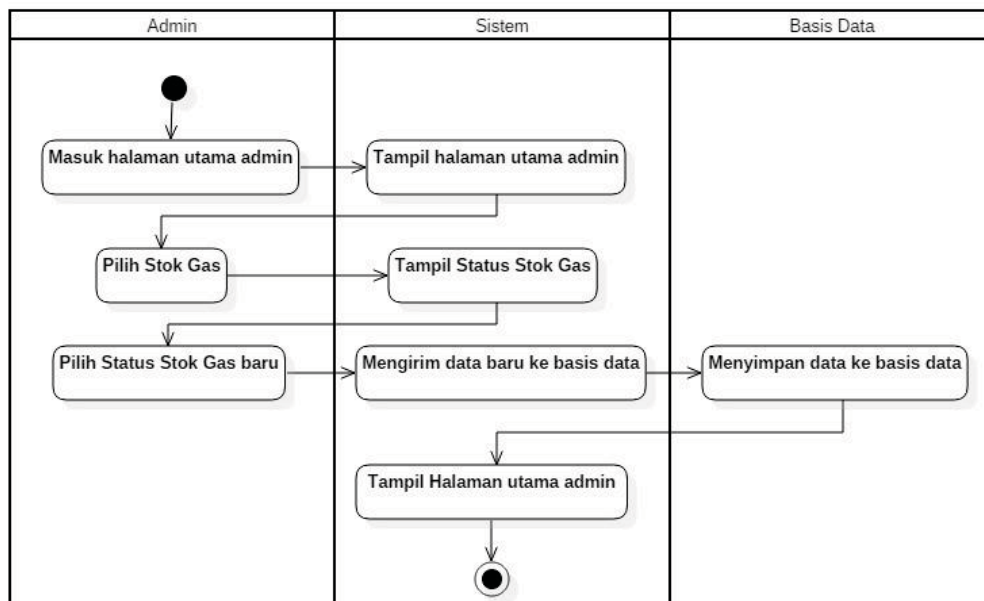 Admin
Sistem
Basis Data
Masuk halaman utama admin
Tampil halaman utama admin
Pilih Stok Gas
Tampil Status Stok Gas
Pilih Status Stok Gas baru
Mengirim data baru ke basis data
Menyimpan data ke basis data
Tampil Halaman utama admin